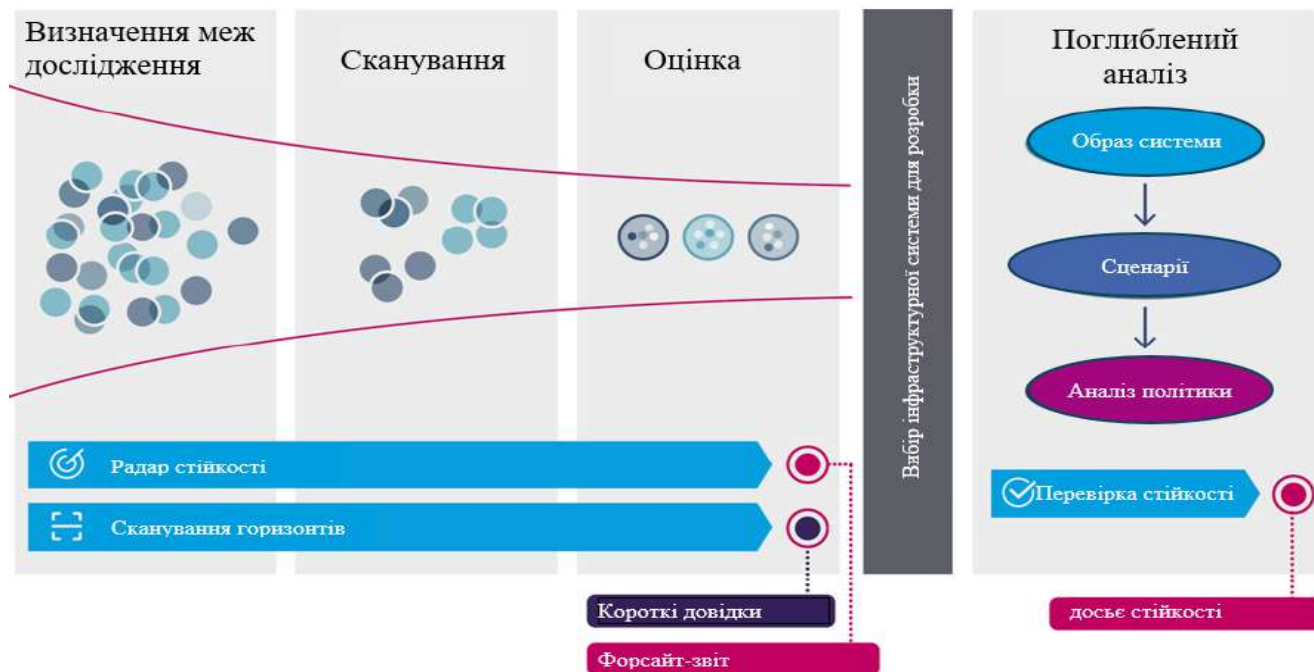 Визначення меж
дослідження
Сканування
Оцінка
Вибір інфраструктурної системи для розробки
Поглиблений
аналіз
Образ системи
Сценарії
Аналіз політики
Радар стійкості
Сканування горизонтів
Перевірка стійкості
Короткі довідки
Форсайт-звіт
досьє стійкості